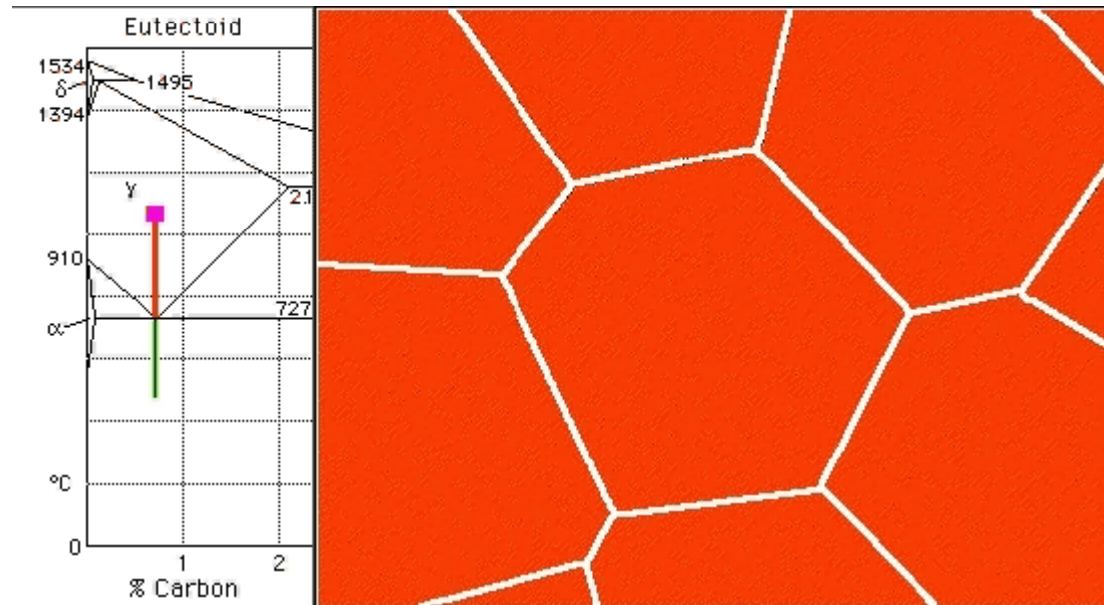 Eutectoid
1534
1495
δ
1394
γ
2.1
910
727
α
°C
0
1 2
% Carbon